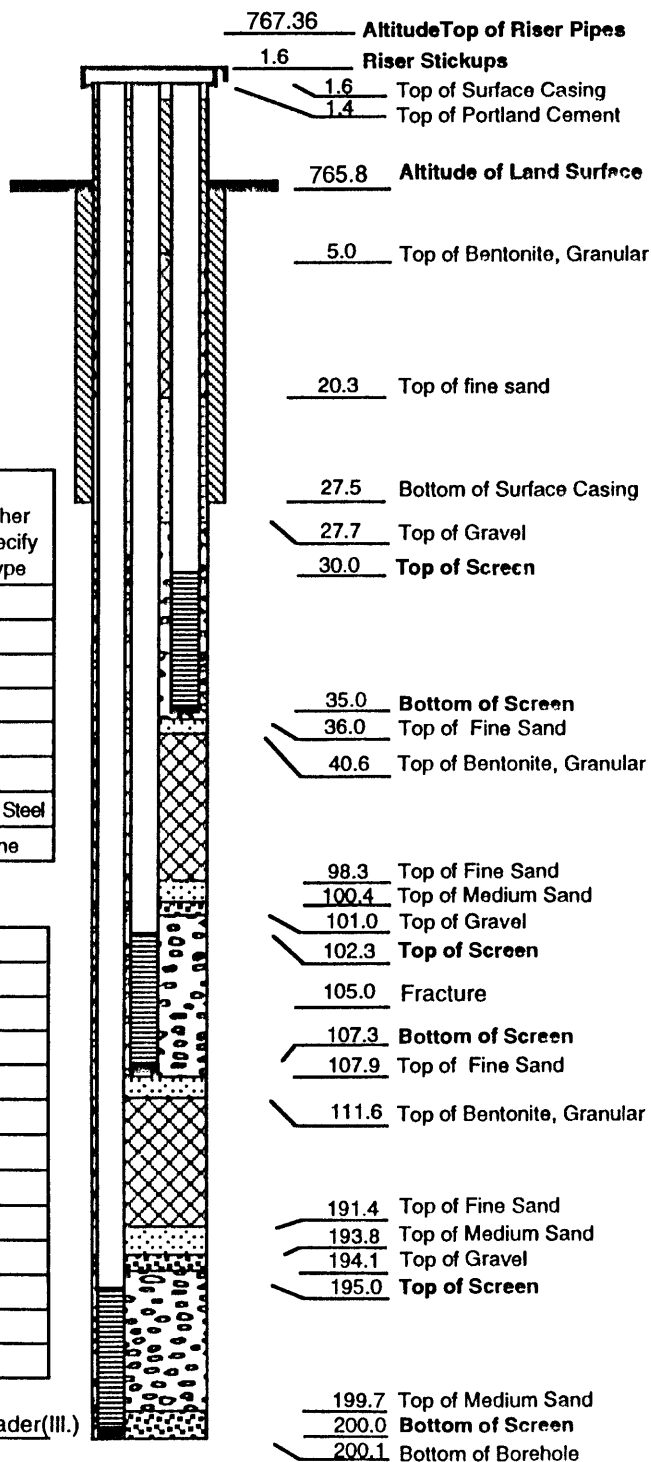 767.36 AltitudeTop of Riser Pipes
1.6 Riser Stickups
1.6 Top of Surface Casing
1.4 Top of Portland Cement
765.8 Altitude of Land Surface
5.0 Top of Bentonite, Granular
20.3 Top of fine sand
27.5 Bottom of Surface Casing
27.7 Top of Gravel
30.0 Top of Screen
35.0 Bottom of Screen
36.0 Top of Fine Sand
40.6 Top of Bentonite, Granular
Steel
98.3 Top of Fine Sand
100.4 Top of Medium Sand
101.0 Top of Gravel
102.3 Top of Screen
105.0 Fracture
107.3 Bottom of Screen
107.9 Top of Fine Sand
111.6 Top of Bentonite, Granular
191.4 Top of Fine Sand
193.8 Top of Medium Sand
194.1 Top of Gravel
195.0 Top of Screen
199.7 Top of Medium Sand
ader(Ill.)
200.0 Bottom of Screen
200.1 Bottom of Borehole